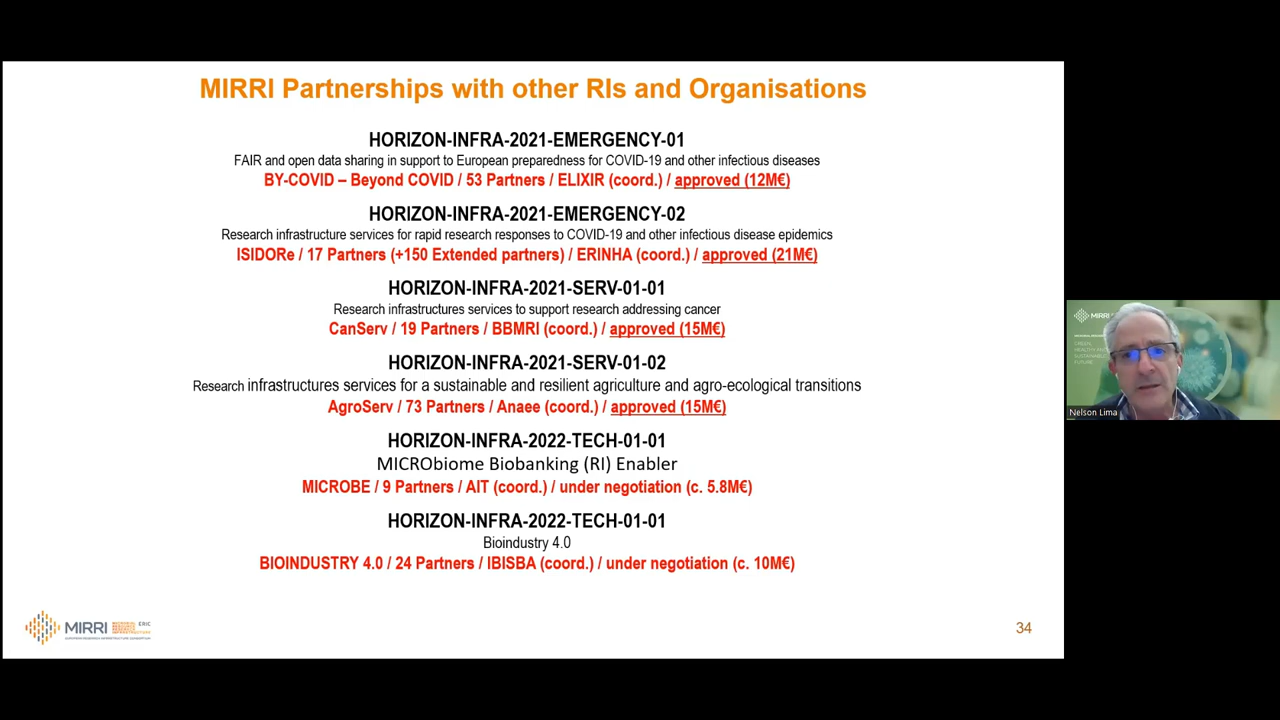 MIRRI Partnerships with other RIs and Organisations
HORIZON-INFRA-2021-EMERGENCY-01
FAIR and open data sharing in support to European preparedness for COVID-19 and other infectious diseases
BY-COVID – Beyond COVID / 53 Partners / ELIXIR (coord.) / approved (12M€)
HORIZON-INFRA-2021-EMERGENCY-02
Research infrastructure services for rapid research responses to COVID-19 and other infectious disease epidemics
ISIDORe / 17 Partners (+150 Extended partners) / ERINHA (coord.) / approved (21M€)
HORIZON-INFRA-2021-SERV-01-01
Research infrastructures services to support research addressing cancer
CanServ / 19 Partners / BBMRI (coord.) / approved (15M€)
HORIZON-INFRA-2021-SERV-01-02
Research infrastructures services for a sustainable and resilient agriculture and agro-ecological transitions
AgroServ / 73 Partners / Anaee (coord.) / approved (15M€)
HORIZON-INFRA-2022-TECH-01-01
MICRObiome Biobanking (RI) Enabler
MICROBE / 9 Partners / AIT (coord.) / under negotiation (c. 5.8M€)
HORIZON-INFRA-2022-TECH-01-01
Bioindustry 4.0
BIOINDUSTRY 4.0 / 24 Partners / IBISBA (coord.) / under negotiation (c. 10M€)
MIRRI
ERIC
34
MIRRI
Nelson Lima